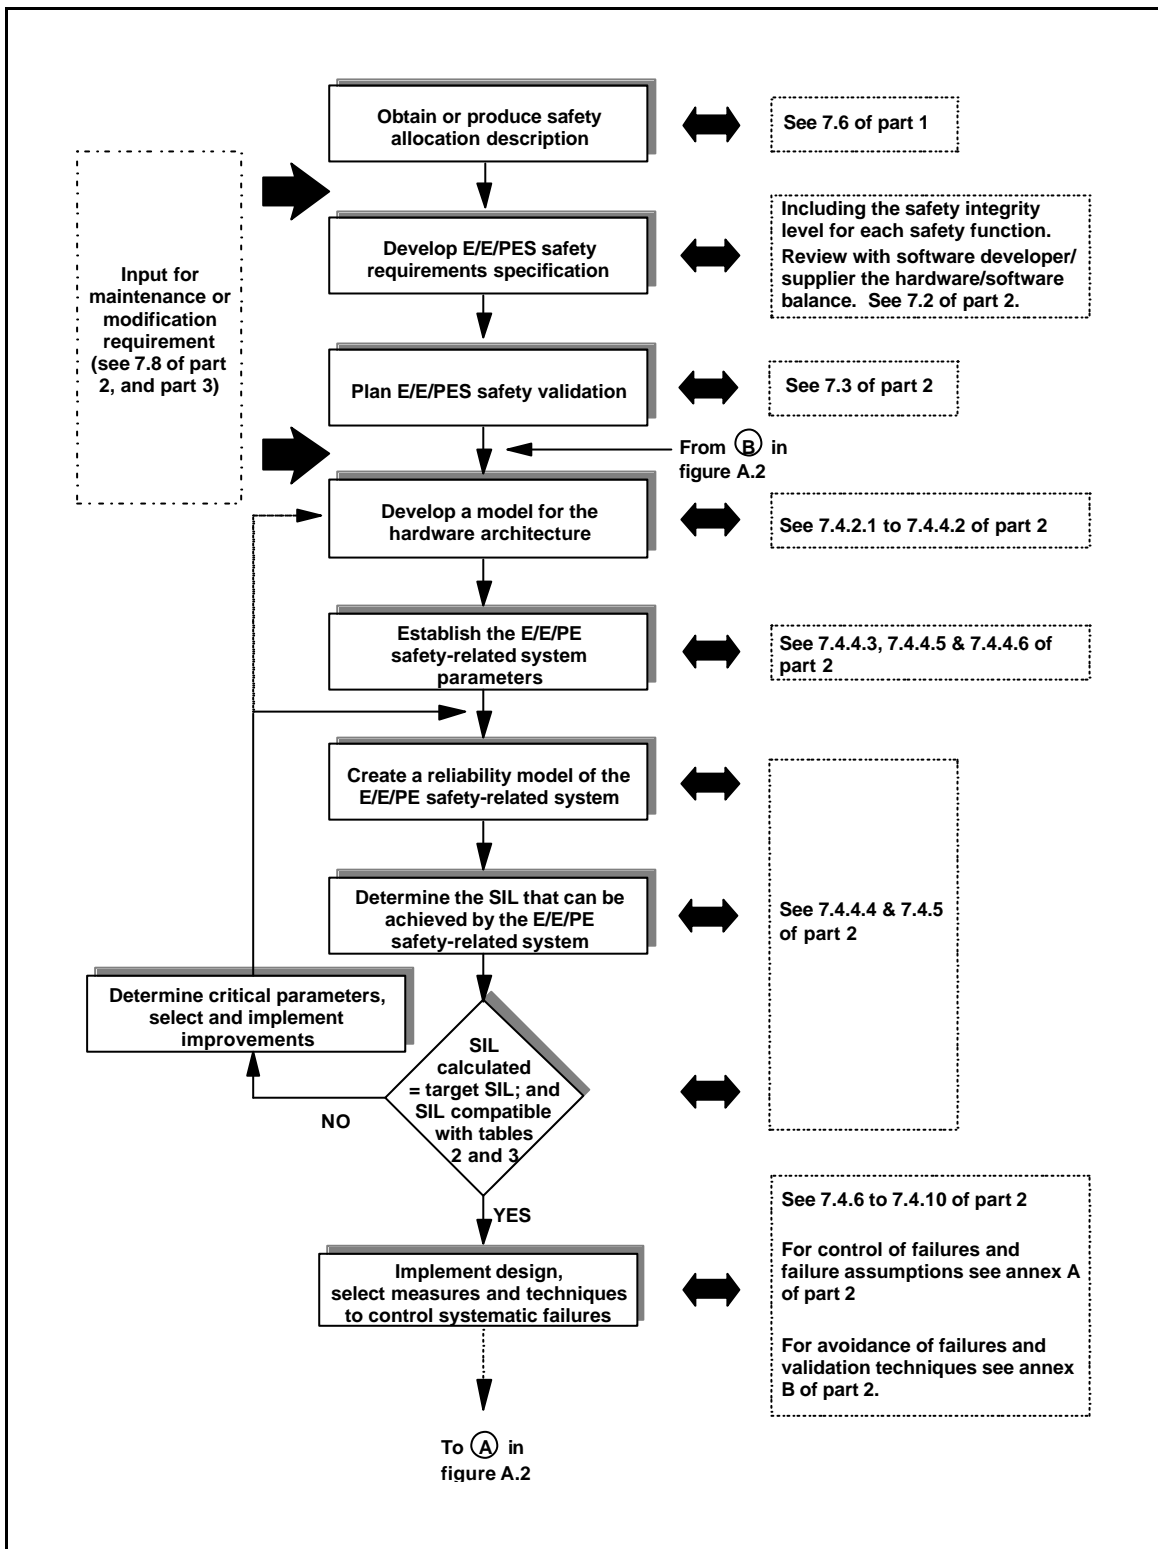 Obtain or produce safety
allocation description
See 7.6 of part 1
Input for
maintenance or
modification
requirement
(see 7.8 of part
2, and part 3)
Develop E/E/PES safety
requirements specification
Including the safety integrity
level for each safety function.
Review with software developer/
supplier the hardware/software
balance. See 7.2 of part 2.
Plan E/E/PES safety validation
See 7.3 of part 2
From B in
figure A.2
Develop a model for the
hardware architecture
See 7.4.2.1 to 7.4.4.2 of part 2
Establish the E/E/PE
safety-related system
parameters
See 7.4.4.3, 7.4.4.5 & 7.4.4.6 of
part 2
Create a reliability model of the
E/E/PE safety-related system
Determine the SIL that can be
achieved by the E/E/PE
safety-related system
See 7.4.4.4 & 7.4.5
of part 2
Determine critical parameters,
select and implement
improvements
SIL
calculated
= target SIL; and
SIL compatible
with tables
2 and 3
NO
YES
Implement design,
select measures and techniques
to control systematic failures
See 7.4.6 to 7.4.10 of part 2
For control of failures and
failure assumptions see annex A
of part 2
For avoidance of failures and
validation techniques see annex
B of part 2.
To A in
figure A.2